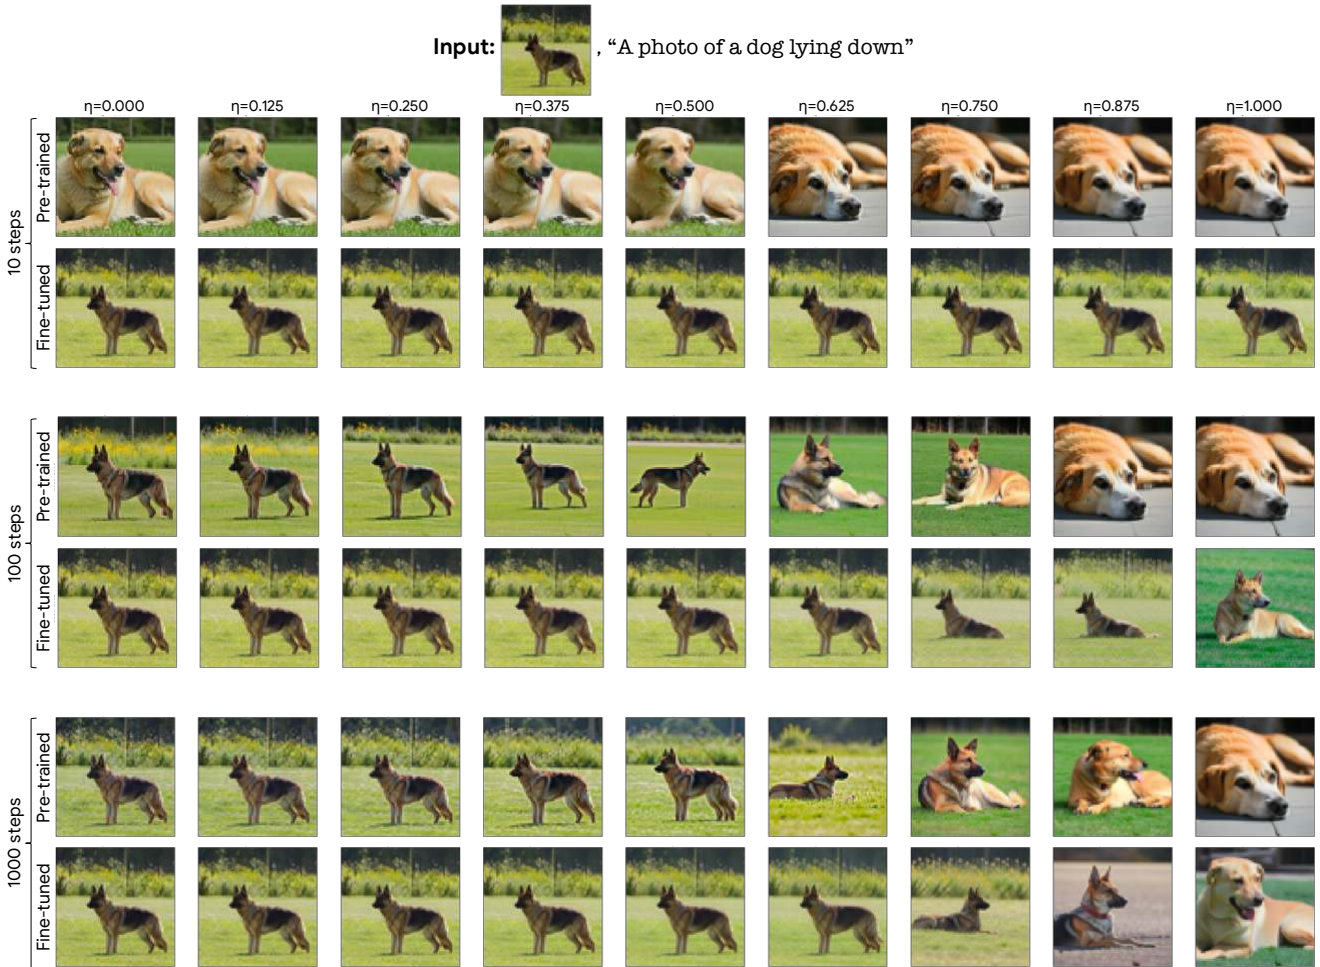 Input: , “A photo of a dog lying down”
η=0.000 η=0.125 η=0.250 η=0.375 η=0.500 η=0.625 η=0.750 η=0.875 η=1.000
10 steps
Pre-trained
Fine-tuned
100 steps
Pre-trained
Fine-tuned
1000 steps
Pre-trained
Fine-tuned